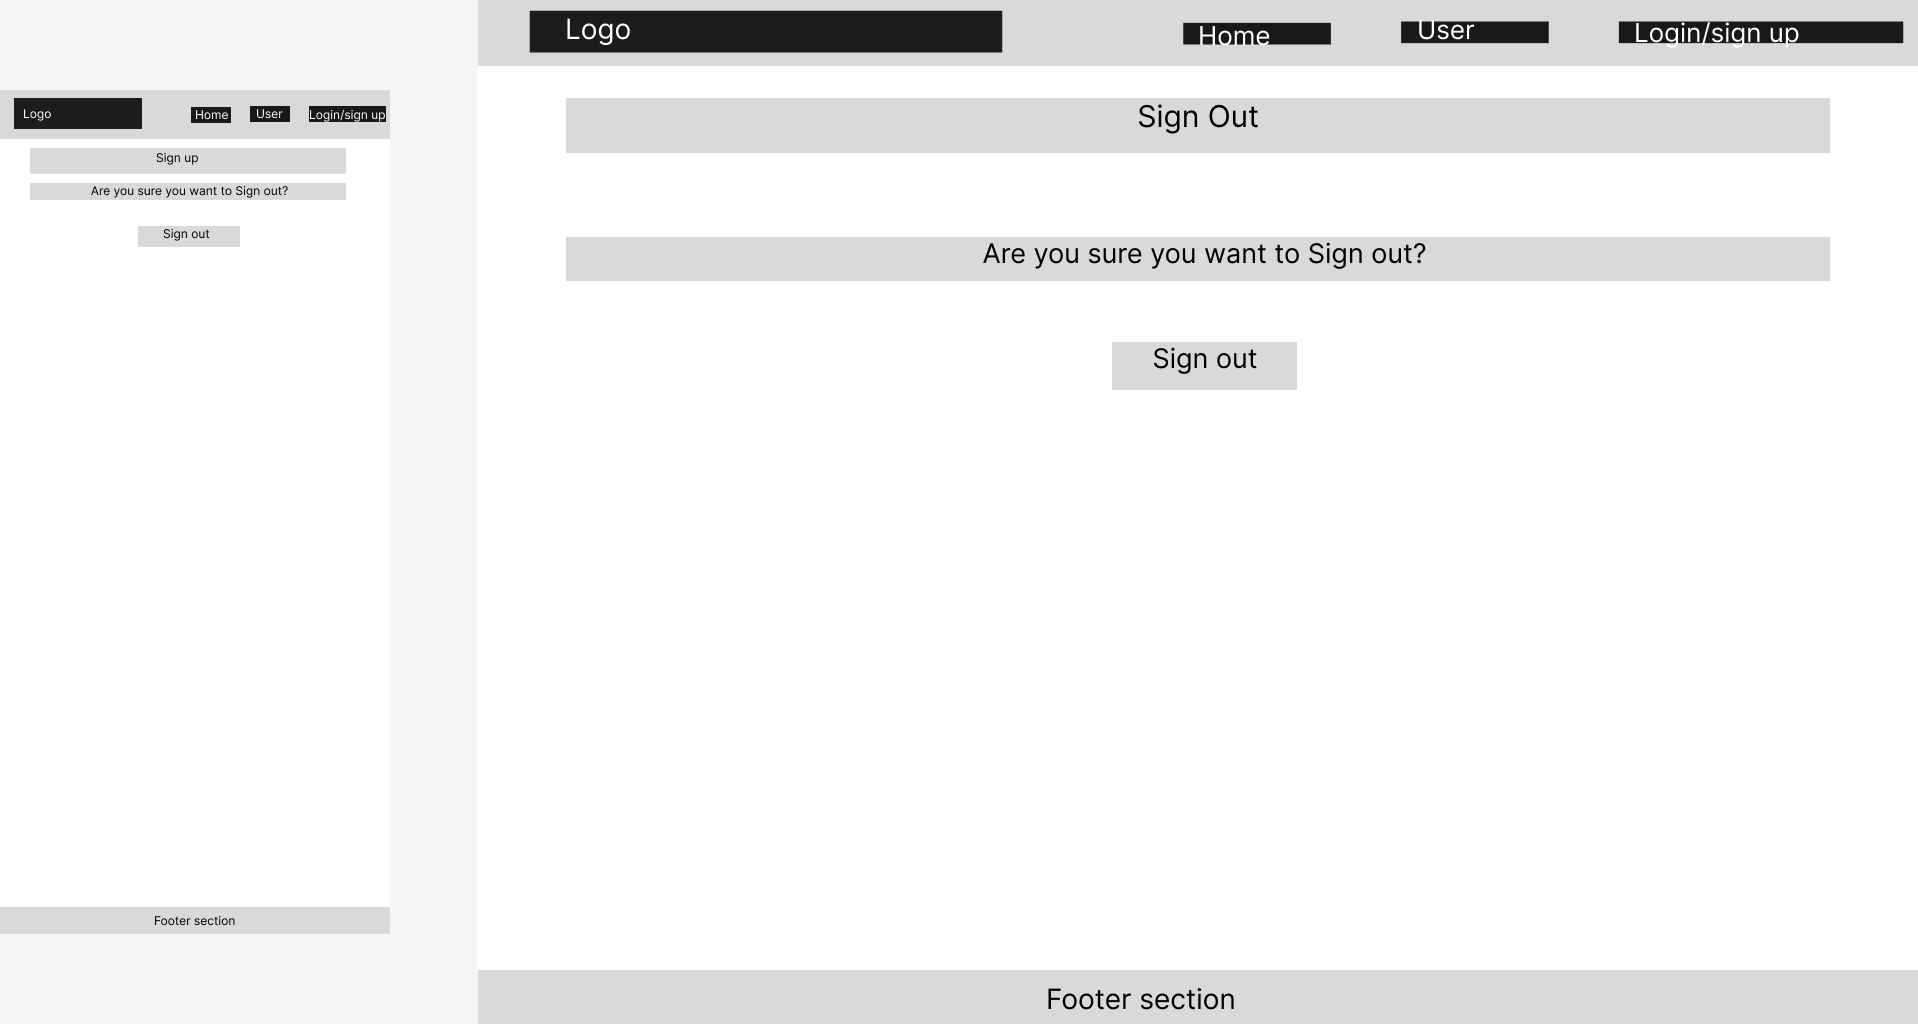 Logo
Home
User
Login/sign up
Sign up
Are you sure you want to Sign out?
Sign out
Footer section
Logo
Home
User
Login/sign up
Sign Out
Are you sure you want to Sign out?
Sign out
Footer section